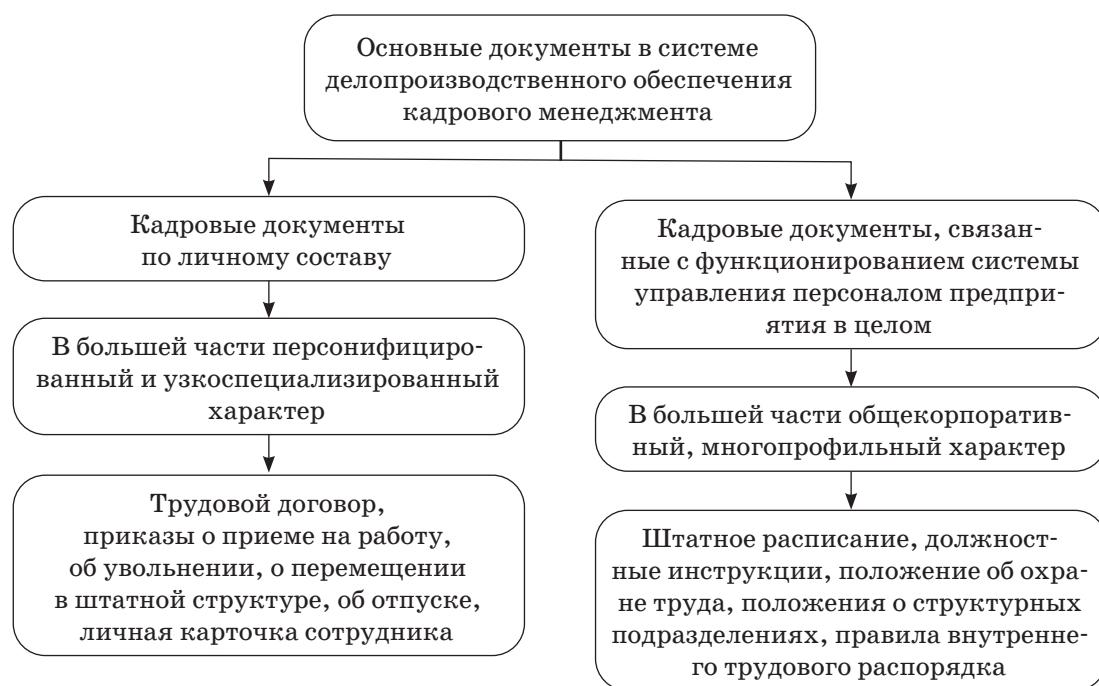 Основные документы в системе
делопроизводственного обеспечения
кадрового менеджмента
Кадровые документы
по личному составу
В большей части персонифициро-
ванный и узкоспециализированный
характер
Трудовой договор,
приказы о приеме на работу,
об увольнении, о перемещении
в штатной структуре, об отпуске,
личная карточка сотрудника
Кадровые документы, связан-
ные с функционированием системы
управления персоналом предпри-
ятия в целом
В большей части общекорпоратив-
ный, многопрофильный характер
Штатное расписание, должност-
ные инструкции, положение об охра-
не труда, положения о структурных
подразделениях, правила внутренне-
го трудового распорядка